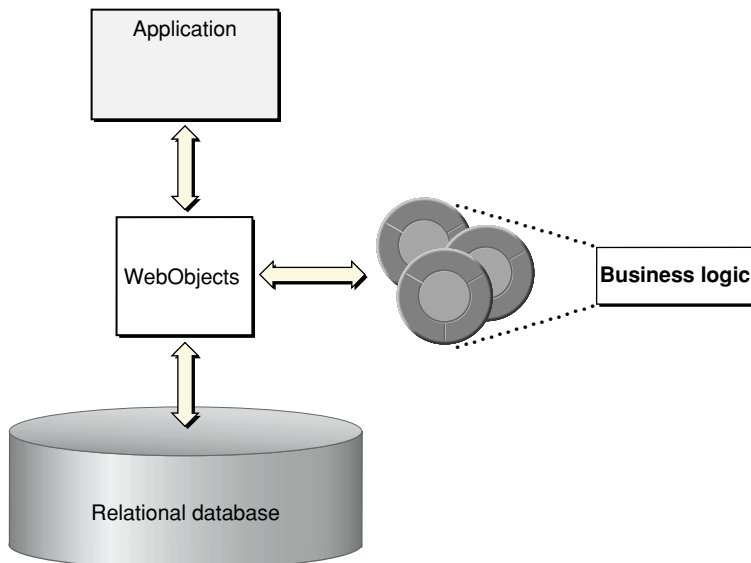 Application
WebObjects
Business logic
Relational database